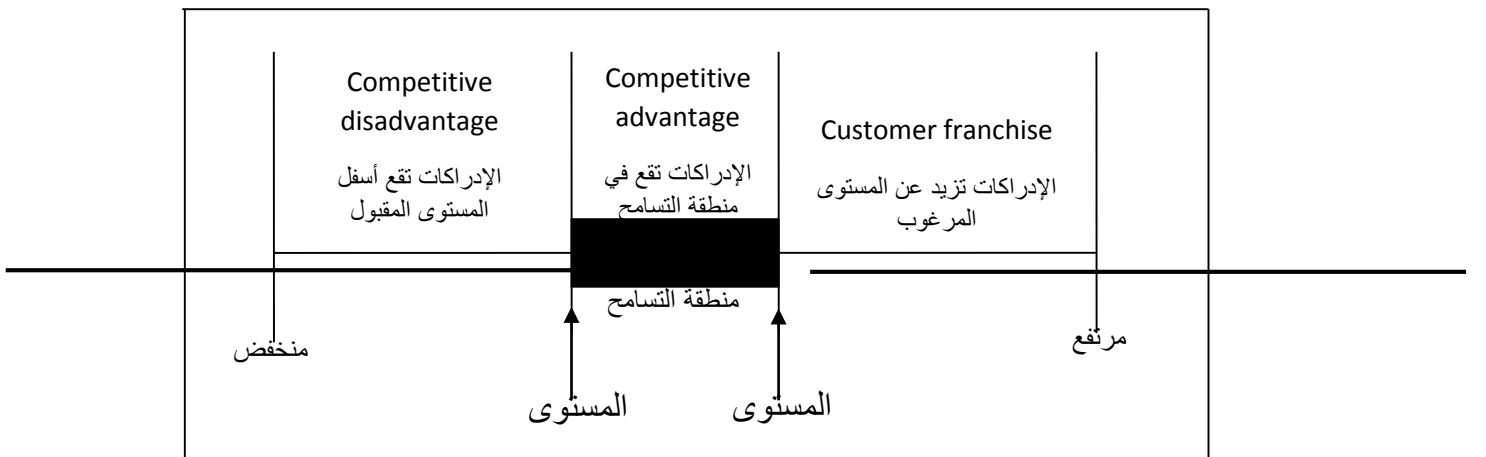 Competitive
disadvantage
الإدراكات تقع أسفل
المستوى المقبول
Competitive
advantage
الإدراكات تقع في
منطقة التسامح
Customer franchise
الإدراكات تزيد عن المستوى
المرغوب
منطقة التسامح
منخفض
مرتفع
المستوى
المستوى